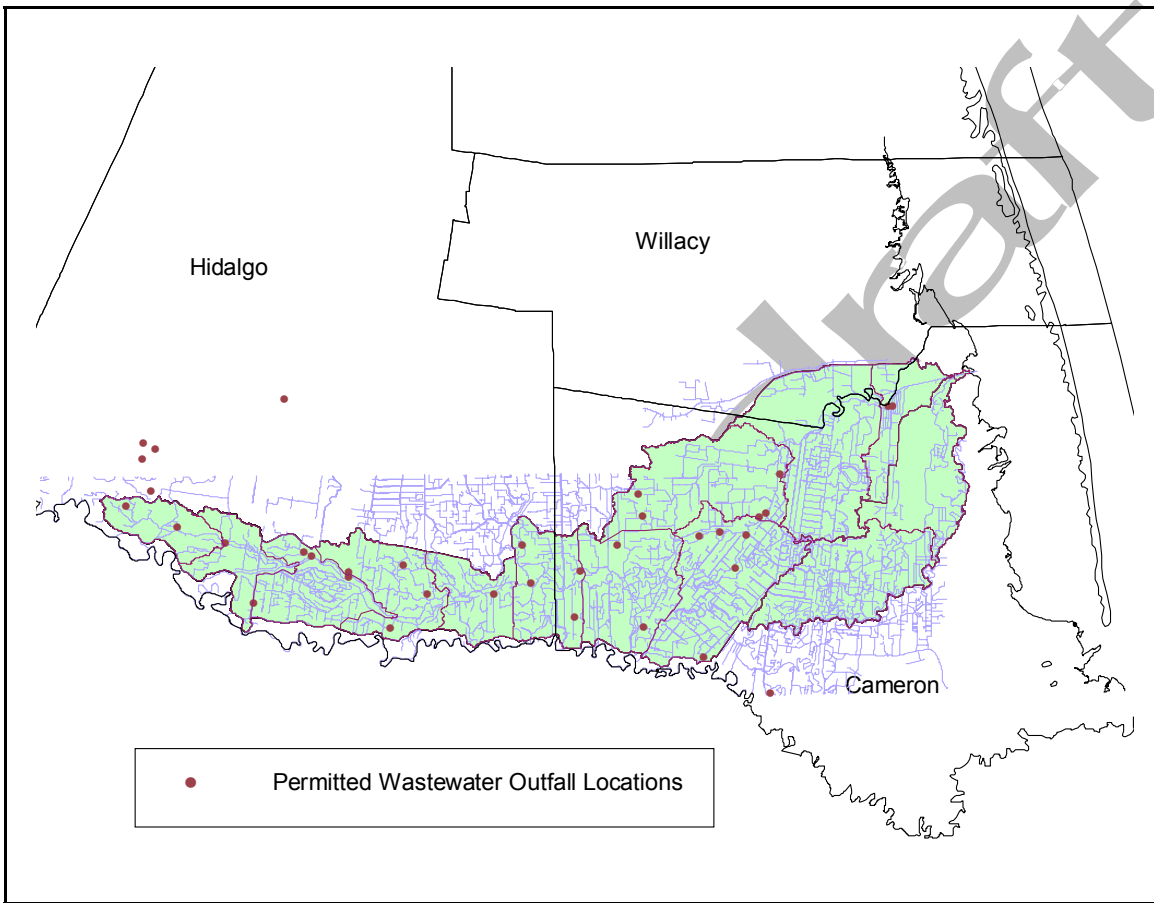 Draft
Willacy
Hidalgo
Cameron
Permitted Wastewater Outfall Locations